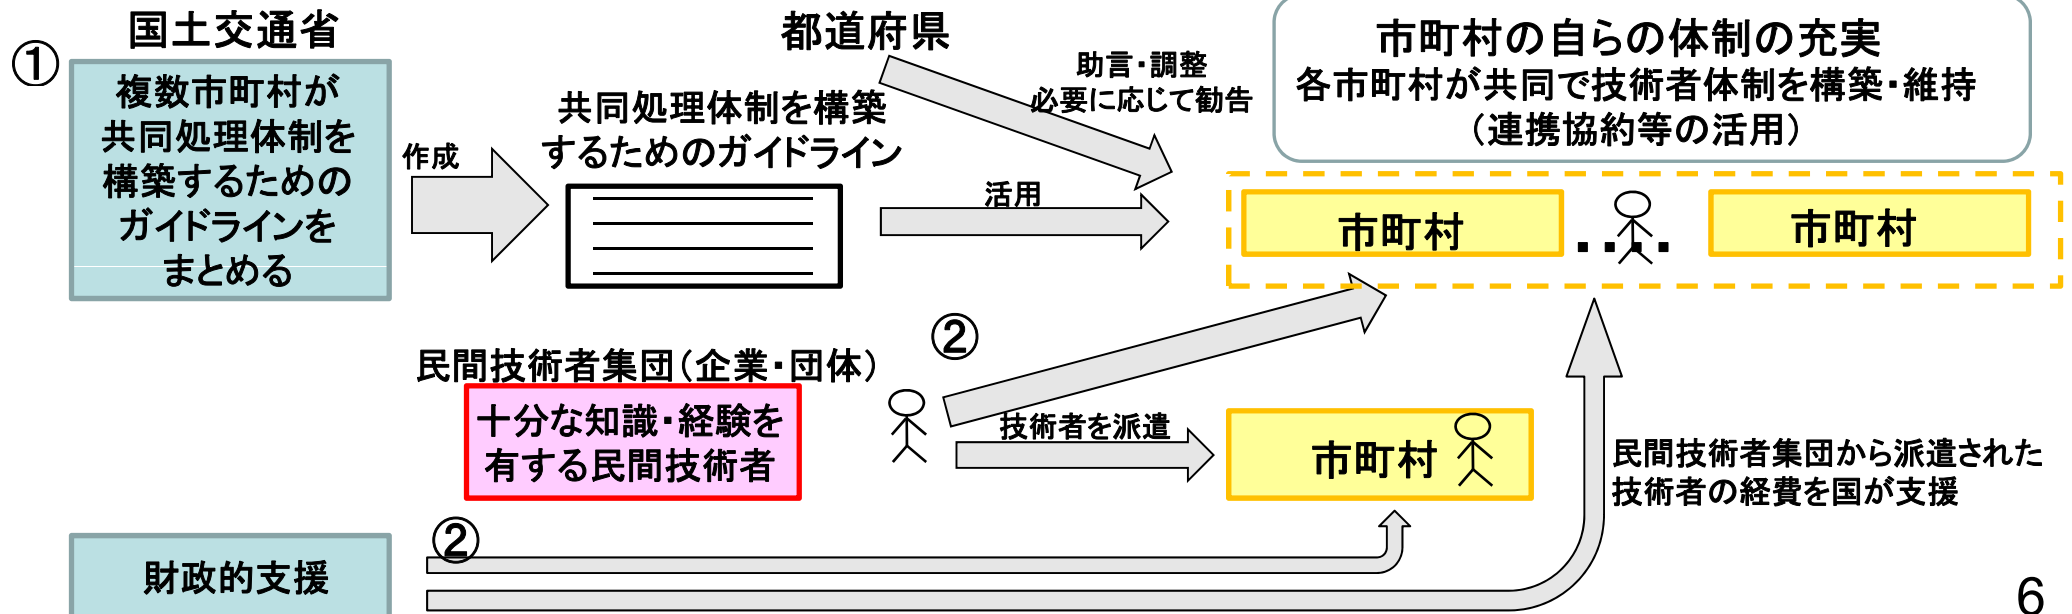 国土交通省
①
複数市町村が
共同処理体制を
構築するための
ガイドラインを
まとめる
作成
共同処理体制を構築
するためのガイドライン
都道府県
助言・調整
必要に応じて勧告
活用
市町村の自らの体制の充実
各市町村が共同で技術者体制を構築・維持
（連携協約等の活用）
市町村
・・・・
市町村
②
民間技術者集団（企業・団体）
十分な知識・経験を
有する民間技術者
技術者を派遣
市町村
民間技術者集団から派遣された
技術者の経費を国が支援
②
財政的支援
6